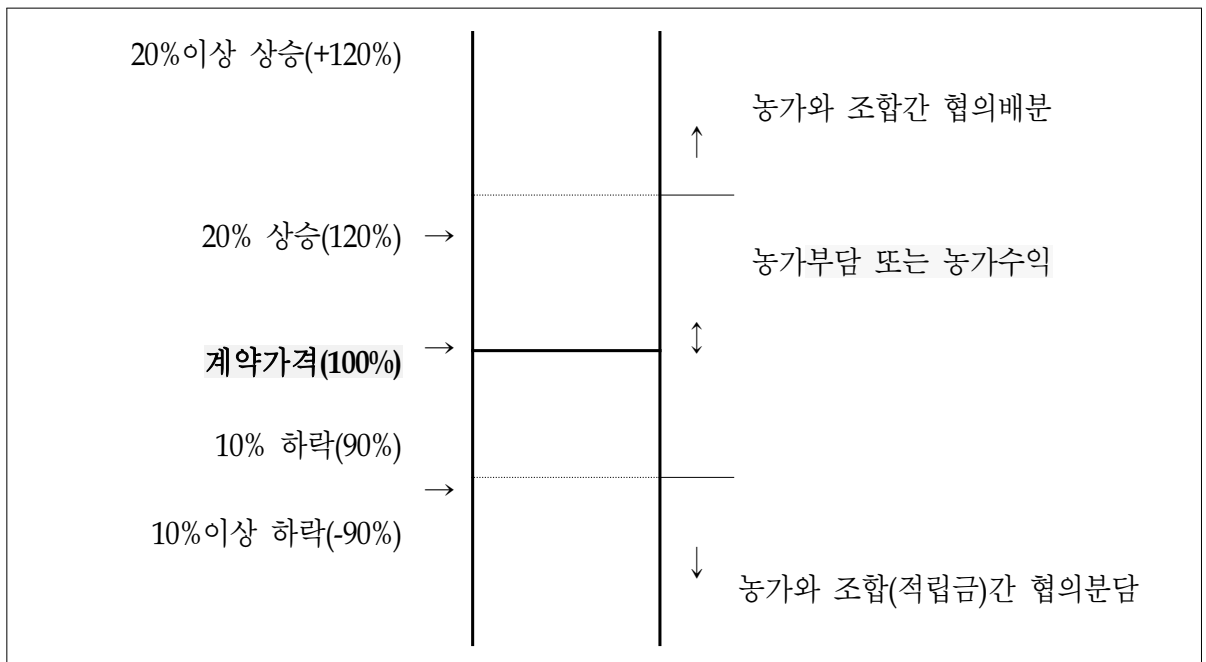 20%이상 상승(+120%)
농가와 조합간 협의배분
↑
20% 상승(120%) →
농가부담 또는 농가수익
↕
계약가격(100%) →
10% 하락(90%)
→
10%이상 하락(-90%)
↓
농가와 조합(적립금)간 협의분담